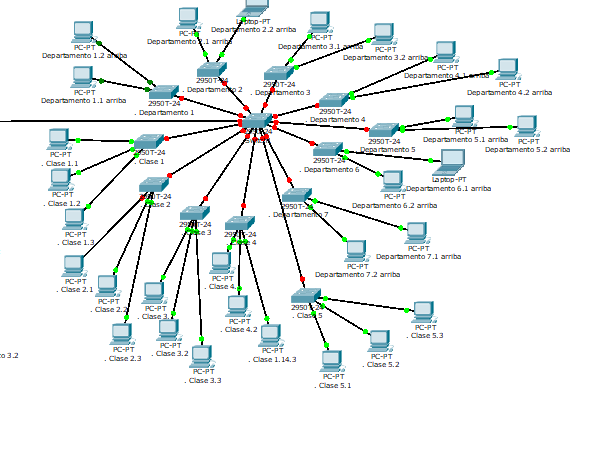 Laptop-PT
Departamento 2.2 arriba
PC-PT
Departamento 2.1 arriba
PC-PT
Departamento 3.1 arriba
PC-PT
Departamento 1.2 arriba
PC-PT
Departamento 3.2 arriba
PC-PT
Departamento 4.1 arriba
PC-PT
Departamento 4.2 arriba
2950T-24
Departamento 2
2950T-24
. Departamento 3
PC-PT
Departamento 1.1 arriba
2950T-24
. Departamento 1
2950T-24
. Departamento 4
PC-PT
Departamento 5.1 arriba
PC-PT
Departamento 5.2 arriba
2950T-24
Departamento 5
PC-PT
. Clase 1.1
2950T-24
. Clase 1
2950T-24
. Departamento 6
Laptop-PT
Departamento 6.1 arriba
PC-PT
. Clase 1.2
PC-PT
Departamento 6.2 arriba
2950T-24
. Departamento 7
PC-PT
. Clase 1.3
2950T-24
. Clase 4
PC-PT
Departamento 7.1 arriba
PC-PT
Departamento 7.2 arriba
PC-PT
. Clase 2.1
PC-PT
. Clase 2.2
PC-PT
PC-PT
PC-PT
. Clase 4.2
2950T-24
PC-PT
. Clase 5.3
PC-PT
. Clase 2.3
PC-PT
. Clase 3.2
PC-PT
. Clase 3.3
PC-PT
. Clase 1.14.3
PC-PT
. Clase 5.2
PC-PT
. Clase 5.1
o 3.2